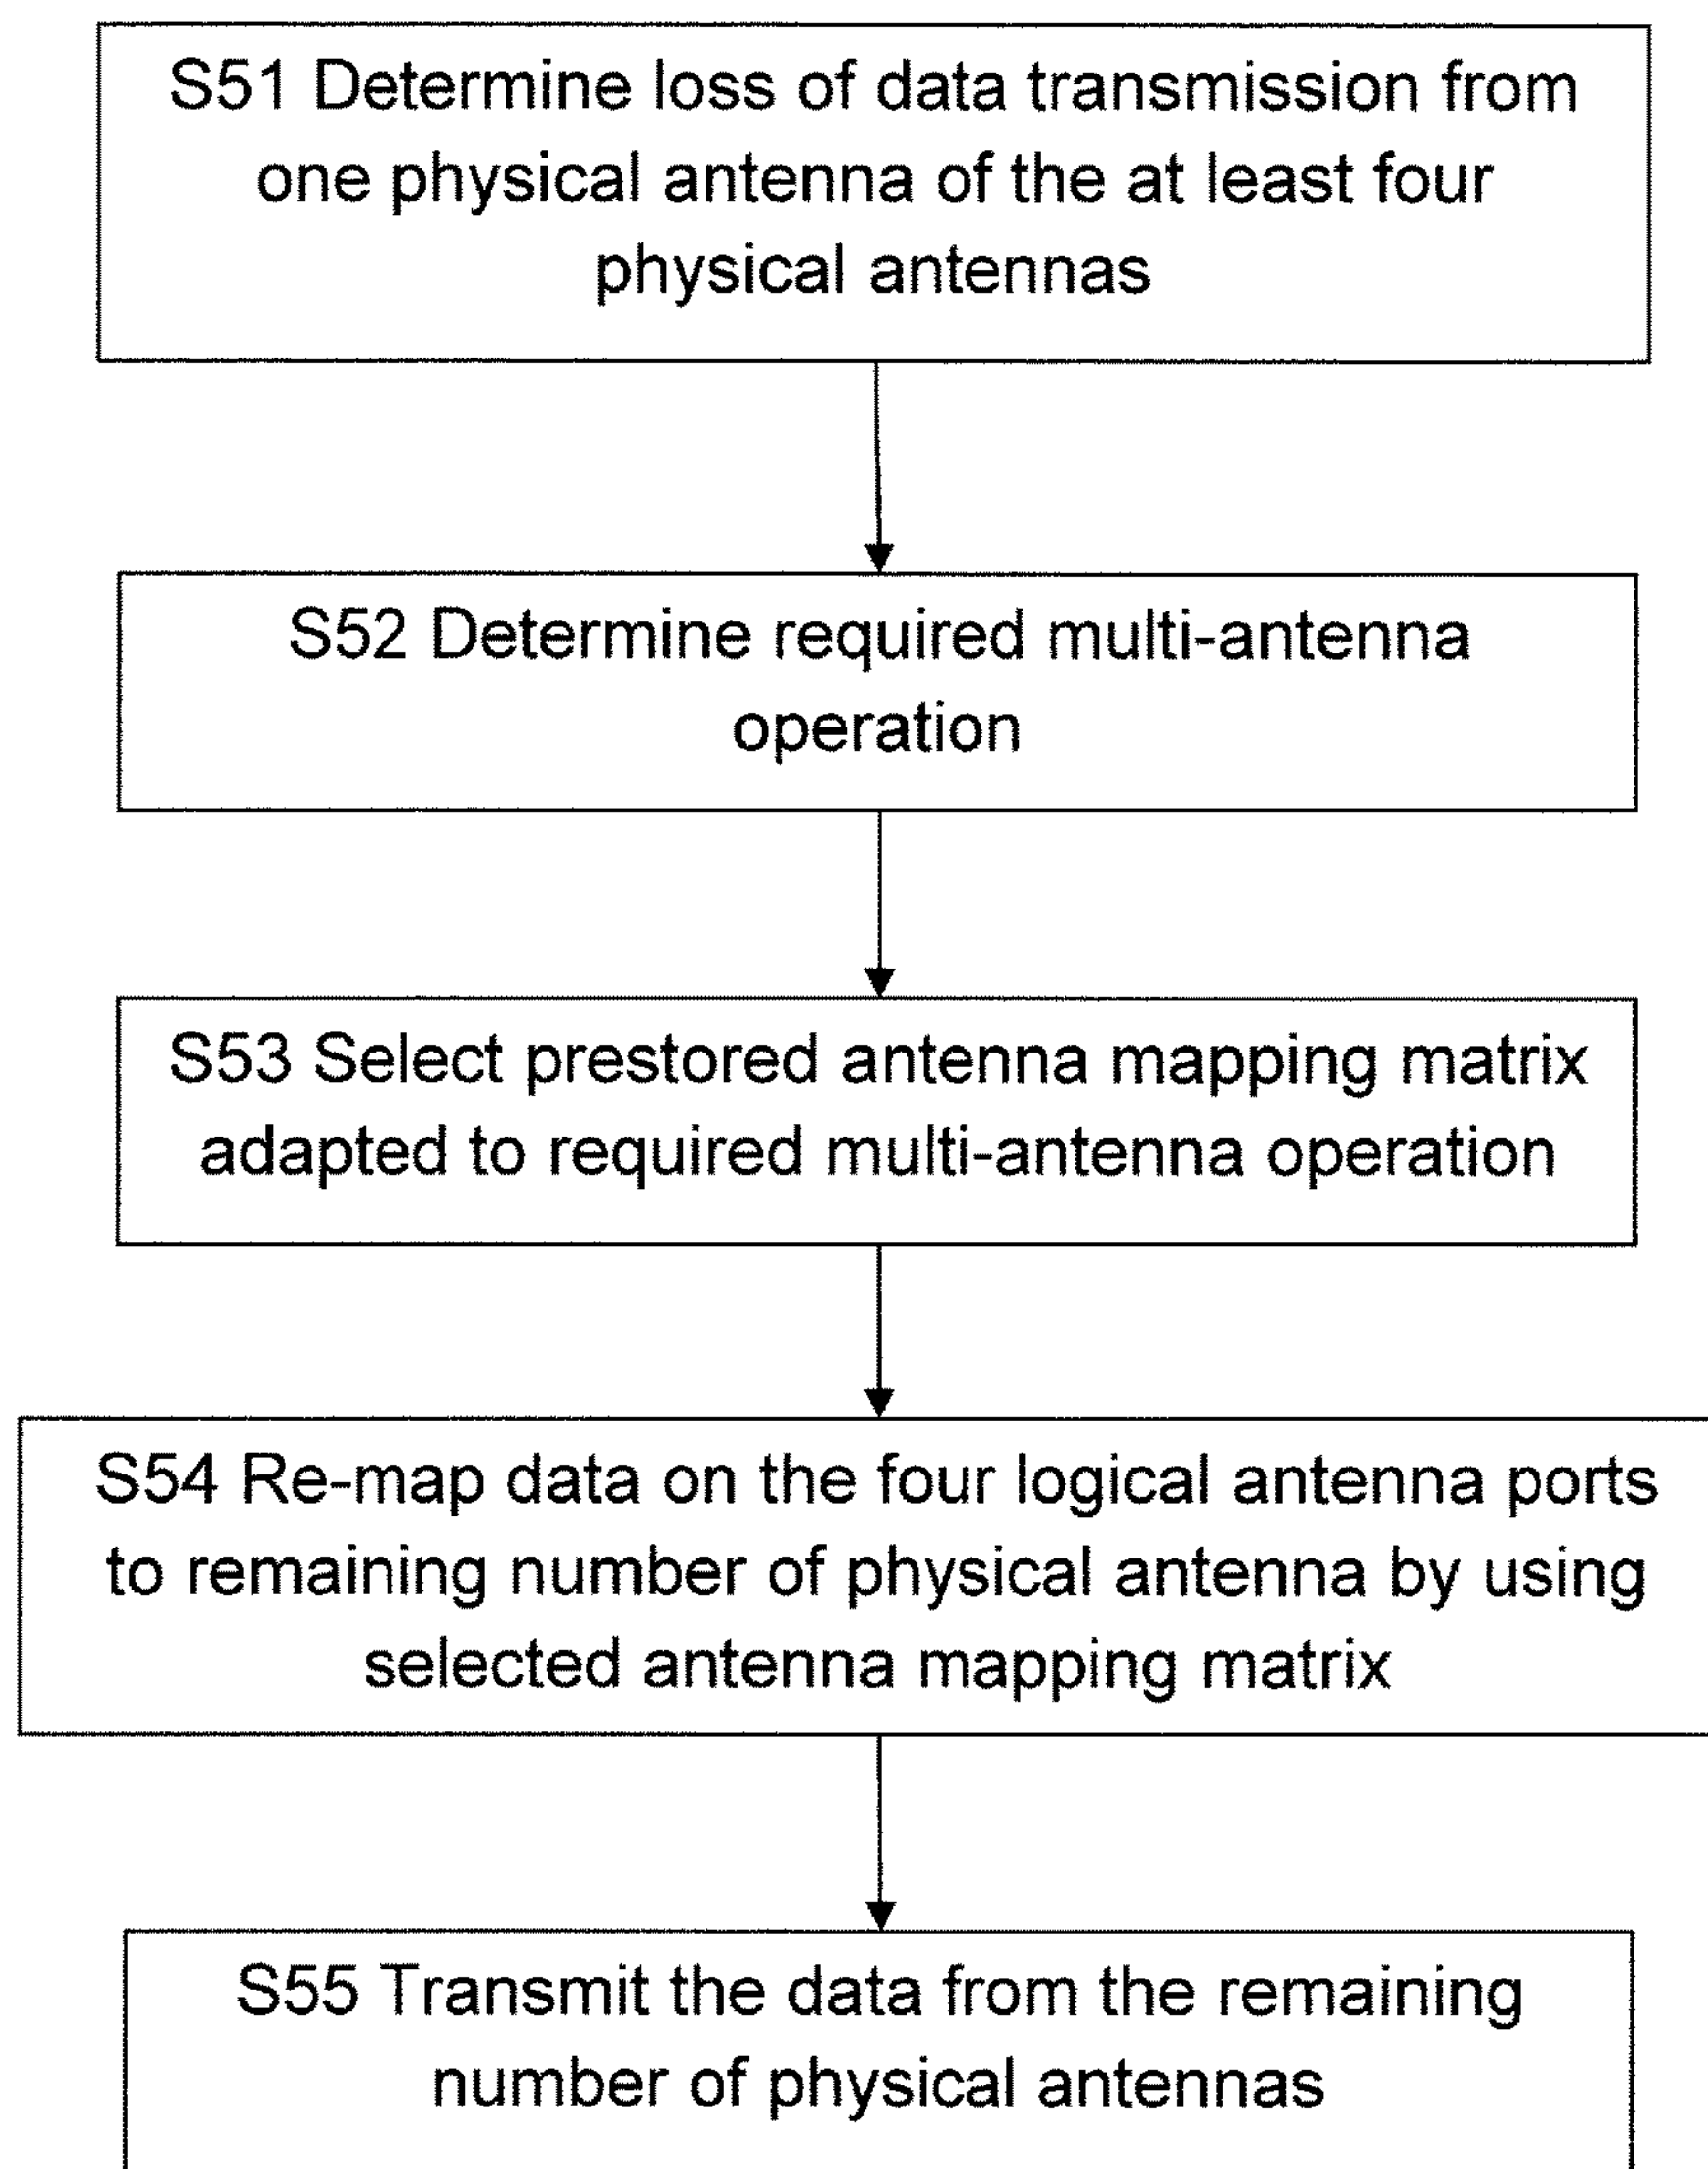 S51 Determine loss of data transmission from
one physical antenna of the at least four
physical antennas
S52 Determine required multi-antenna
operation
S53 Select prestored antenna mapping matrix
adapted to required multi-antenna operation
S54 Re-map data on the four logical antenna ports
to remaining number of physical antenna by using
selected antenna mapping matrix
S55 Transmit the data from the remaining
number of physical antennas